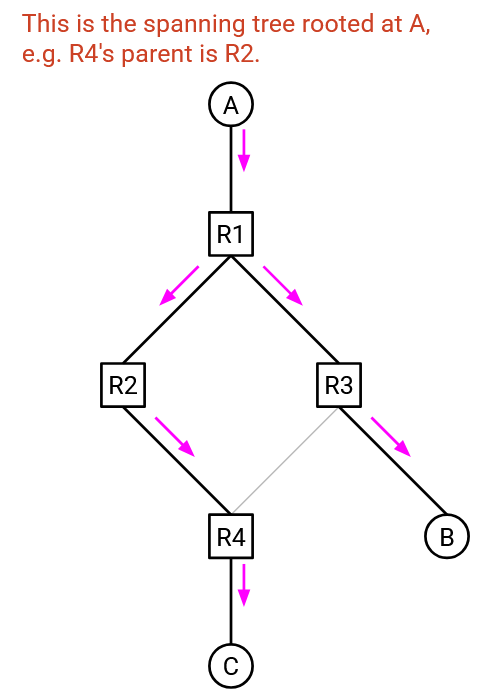 This is the spanning tree rooted at A,
e.g. R4's parent is R2.
A
R1
R2
R3
R4
B
C